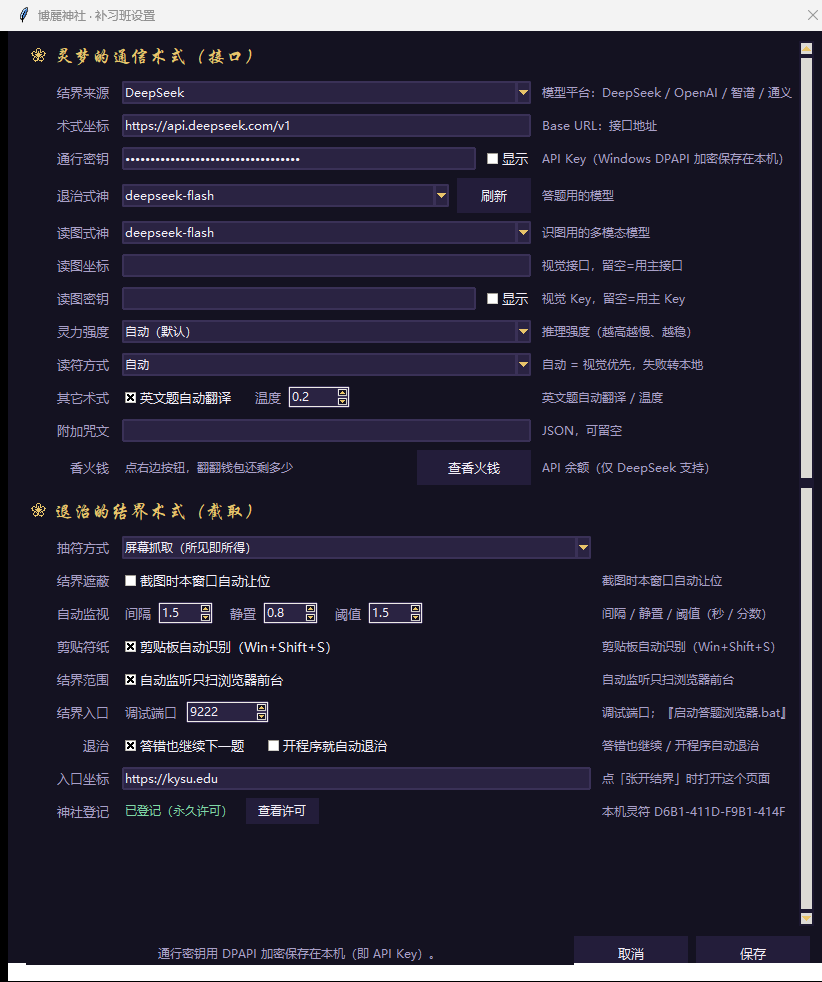 博麗神社 · 补习班设置
灵梦的通信术式（接口）
结界来源 DeepSeek 模型平台：DeepSeek / OpenAI / 智谱 / 通义
术式坐标 https://api.deepseek.com/v1 Base URL：接口地址
通行密钥 •••••••••••••••••••••••••••••••••••• 显示 API Key（Windows DPAPI 加密保存在本机）
退治式神 deepseek-flash 刷新 答题用的模型
读图式神 deepseek-flash 识图用的多模态模型
读图坐标 视觉接口，留空=用主接口
读图密钥 显示 视觉 Key，留空=用主 Key
灵力强度 自动（默认） 推理强度（越高越慢、越稳）
读符方式 自动 自动 = 视觉优先，失败转本地
其它术式 英文题自动翻译 温度 0.2 英文题自动翻译 / 温度
附加咒文 JSON，可留空
香火钱 点右边按钮，翻翻钱包还剩多少 查香火钱 API 余额（仅 DeepSeek 支持）
退治的结界术式（截取）
抽符方式 屏幕抓取（所见即所得）
结界遮蔽 截图时本窗口自动让位 截图时本窗口自动让位
自动监视 间隔 1.5 静置 0.8 阈值 1.5 间隔 / 静置 / 阈值（秒 / 分数）
剪贴符纸 剪贴板自动识别（Win+Shift+S） 剪贴板自动识别（Win+Shift+S）
结界范围 自动监听只扫浏览器前台 自动监听只扫浏览器前台
结界入口 调试端口 9222 调试端口；『启动答题浏览器.bat』
退治 答错也继续下一题 开程序就自动退治 答错也继续 / 开程序自动退治
入口坐标 https://kysu.edu 点「张开结界」时打开这个页面
神社登记 已登记（永久许可） 查看许可 本机灵符 D6B1-411D-F9B1-414F
通行密钥用 DPAPI 加密保存在本机（即 API Key）。 取消 保存